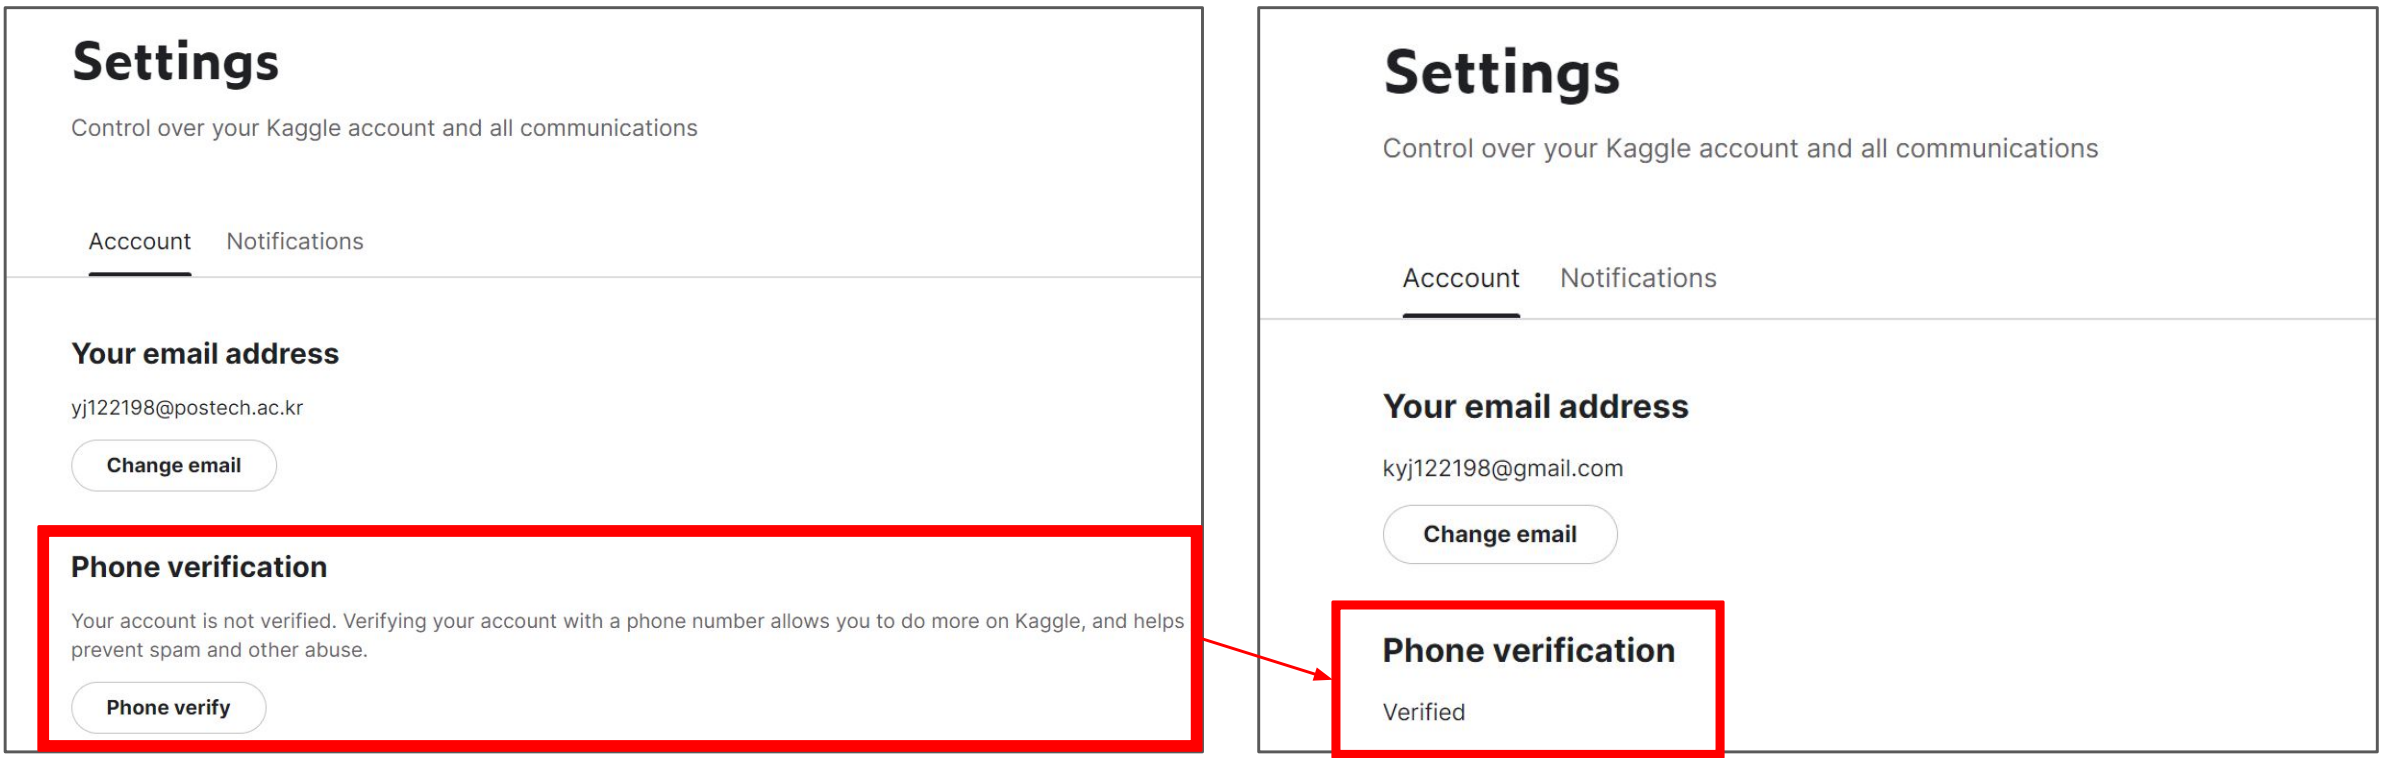 Settings
Control over your Kaggle account and all communications
Acccount Notifications
Your email address
yj122198@postech.ac.kr
Change email
Phone verification
Your account is not verified. Verifying your account with a phone number allows you to do more on Kaggle, and helps
prevent spam and other abuse.
Phone verify
Settings
Control over your Kaggle account and all communications
Acccount Notifications
Your email address
kyj122198@gmail.com
Change email
Phone verification
Verified